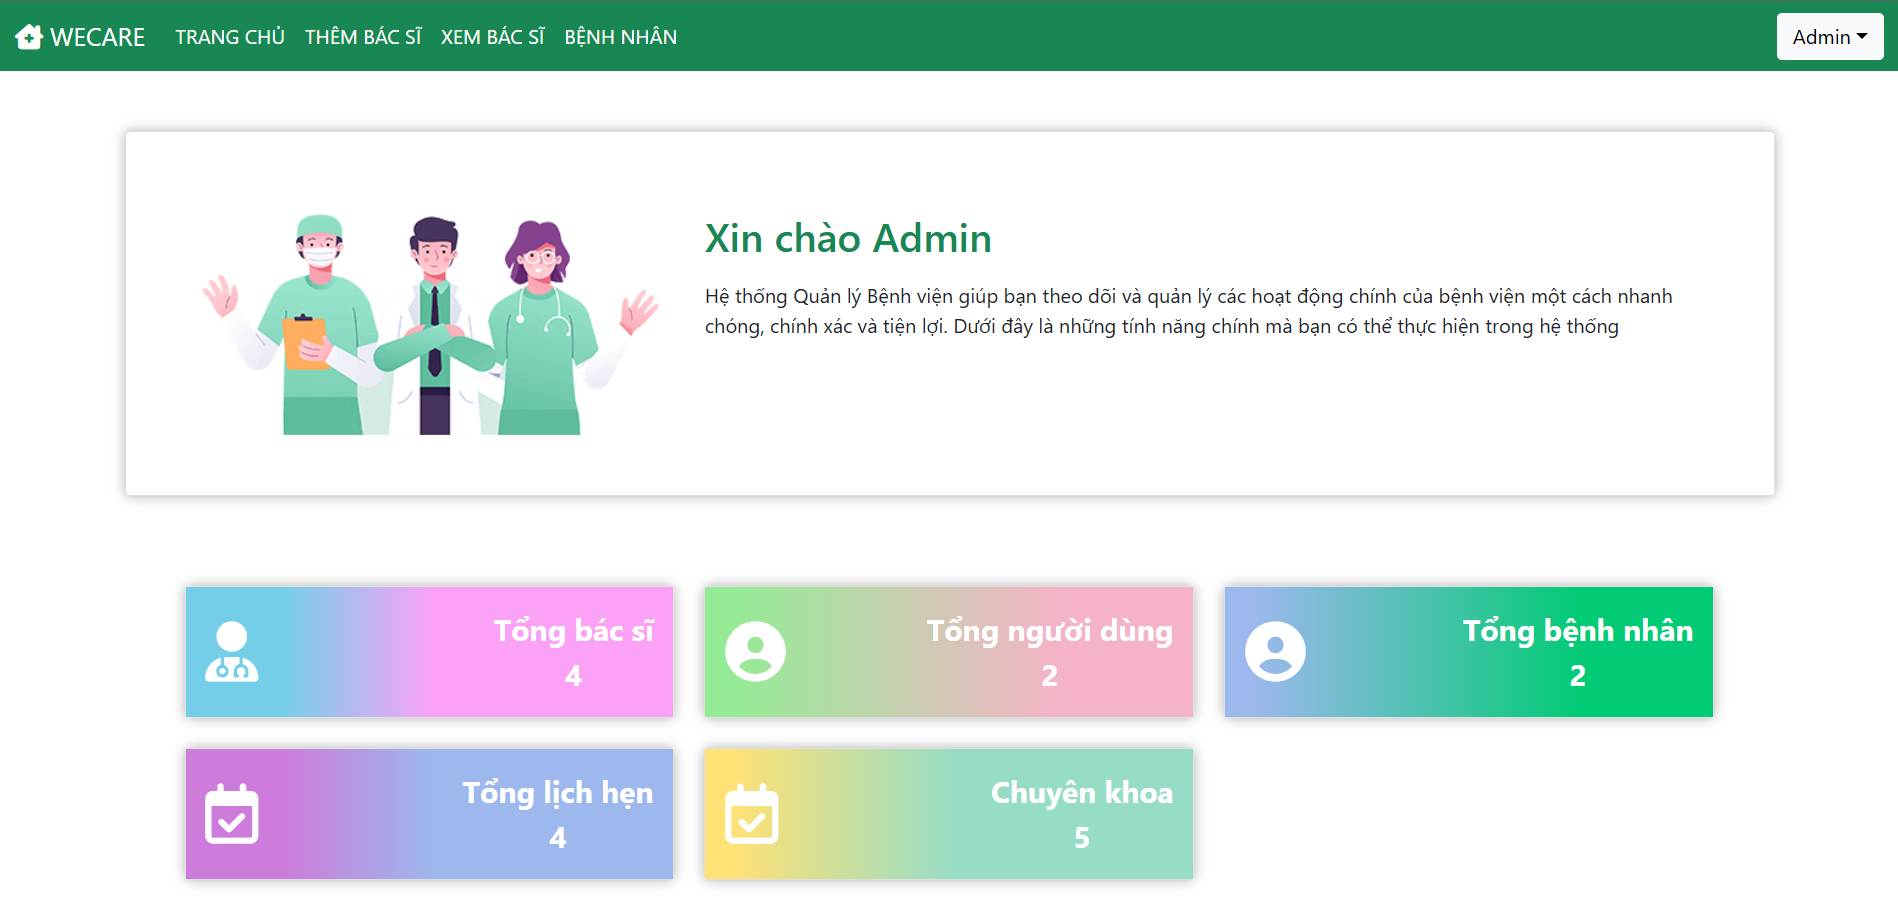 WECARE TRANG CHỦ THÊM BÁC SĨ XEM BÁC SĨ BỆNH NHÂN Admin
Xin chào Admin
Hệ thống Quản lý Bệnh viện giúp bạn theo dõi và quản lý các hoạt động chính của bệnh viện một cách nhanh
chóng, chính xác và tiện lợi. Dưới đây là những tính năng chính mà bạn có thể thực hiện trong hệ thống
Tổng bác sĩ
4
Tổng người dùng
2
Tổng bệnh nhân
2
Tổng lịch hẹn
4
Chuyên khoa
5